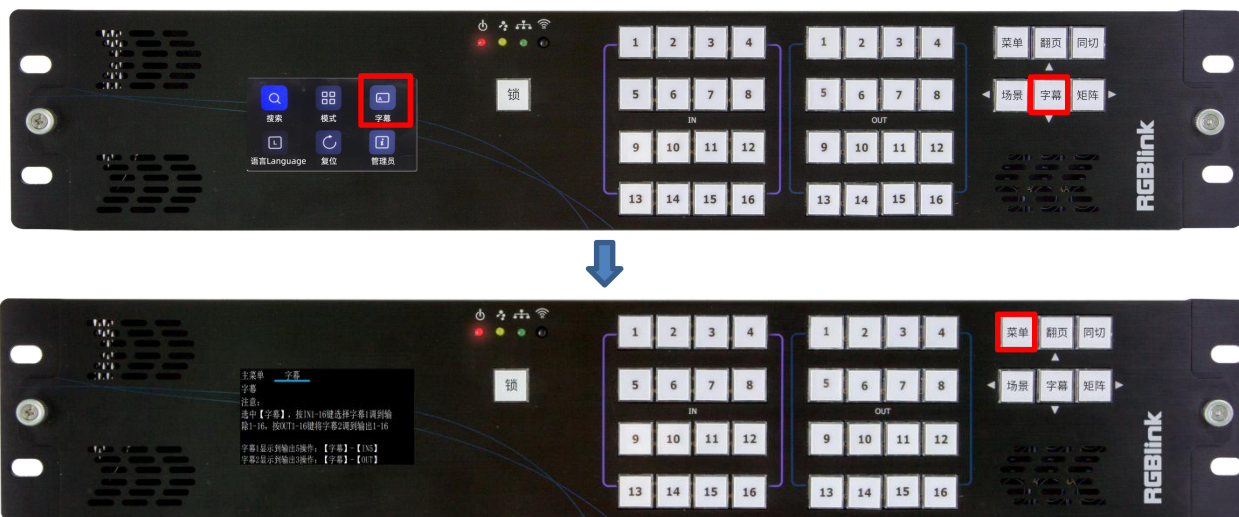 搜索 模式 字幕
语言Language 复位 管理员
锁
1 2 3 4
5 6 7 8
IN
9 10 11 12
13 14 15 16
1 2 3 4
5 6 7 8
OUT
9 10 11 12
13 14 15 16
菜单 翻页 同切
场景 字幕 矩阵
RGBlink
主菜单 字幕
字幕
注意:
选中【字幕】、按IN1-16键选择字幕1调到输
除1-16、按OUT1-16键将字幕2调到输出1-16
字幕1显示到输出5操作:【字幕】-【IN5】
字幕2显示到输出3操作:【字幕】-【OUT】
锁
1 2 3 4
5 6 7 8
IN
9 10 11 12
13 14 15 16
1 2 3 4
5 6 7 8
OUT
9 10 11 12
13 14 15 16
菜单 翻页 同切
场景 字幕 矩阵
RGBlink